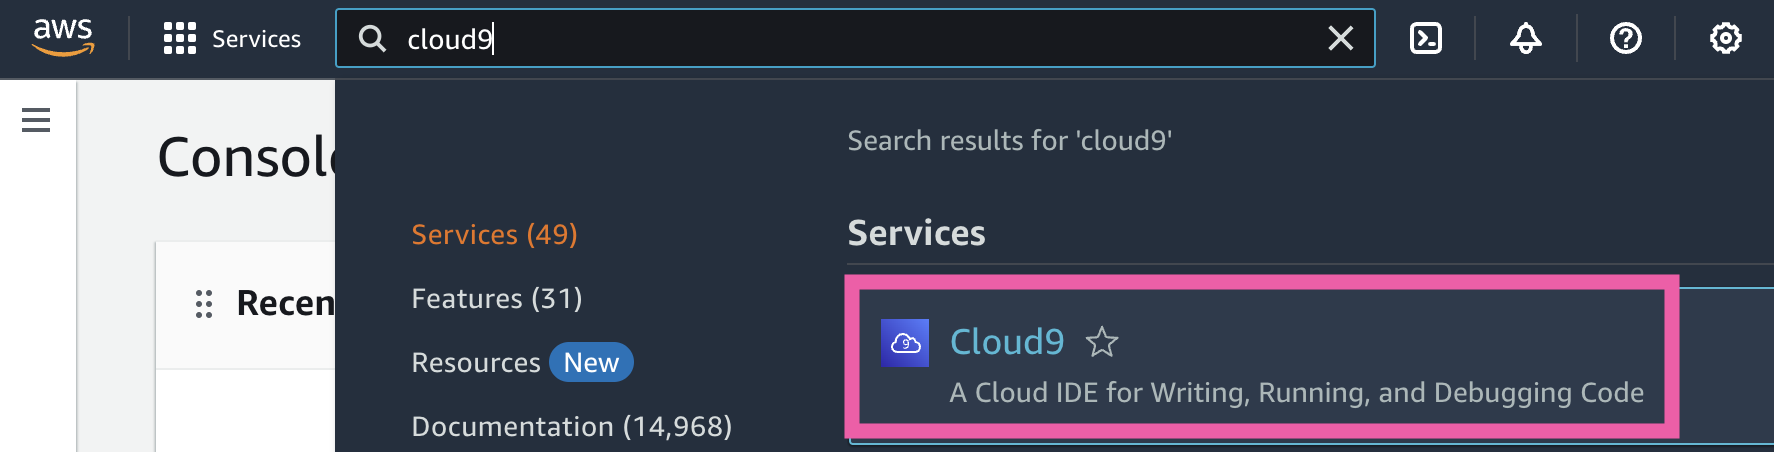 aws
Services
cloud9
Consol
Recen
Search results for 'cloud9'
Services (49)
Features (31)
Resources New
Documentation (14,968)
Services
9
Cloud9
A Cloud IDE for Writing, Running, and Debugging Code